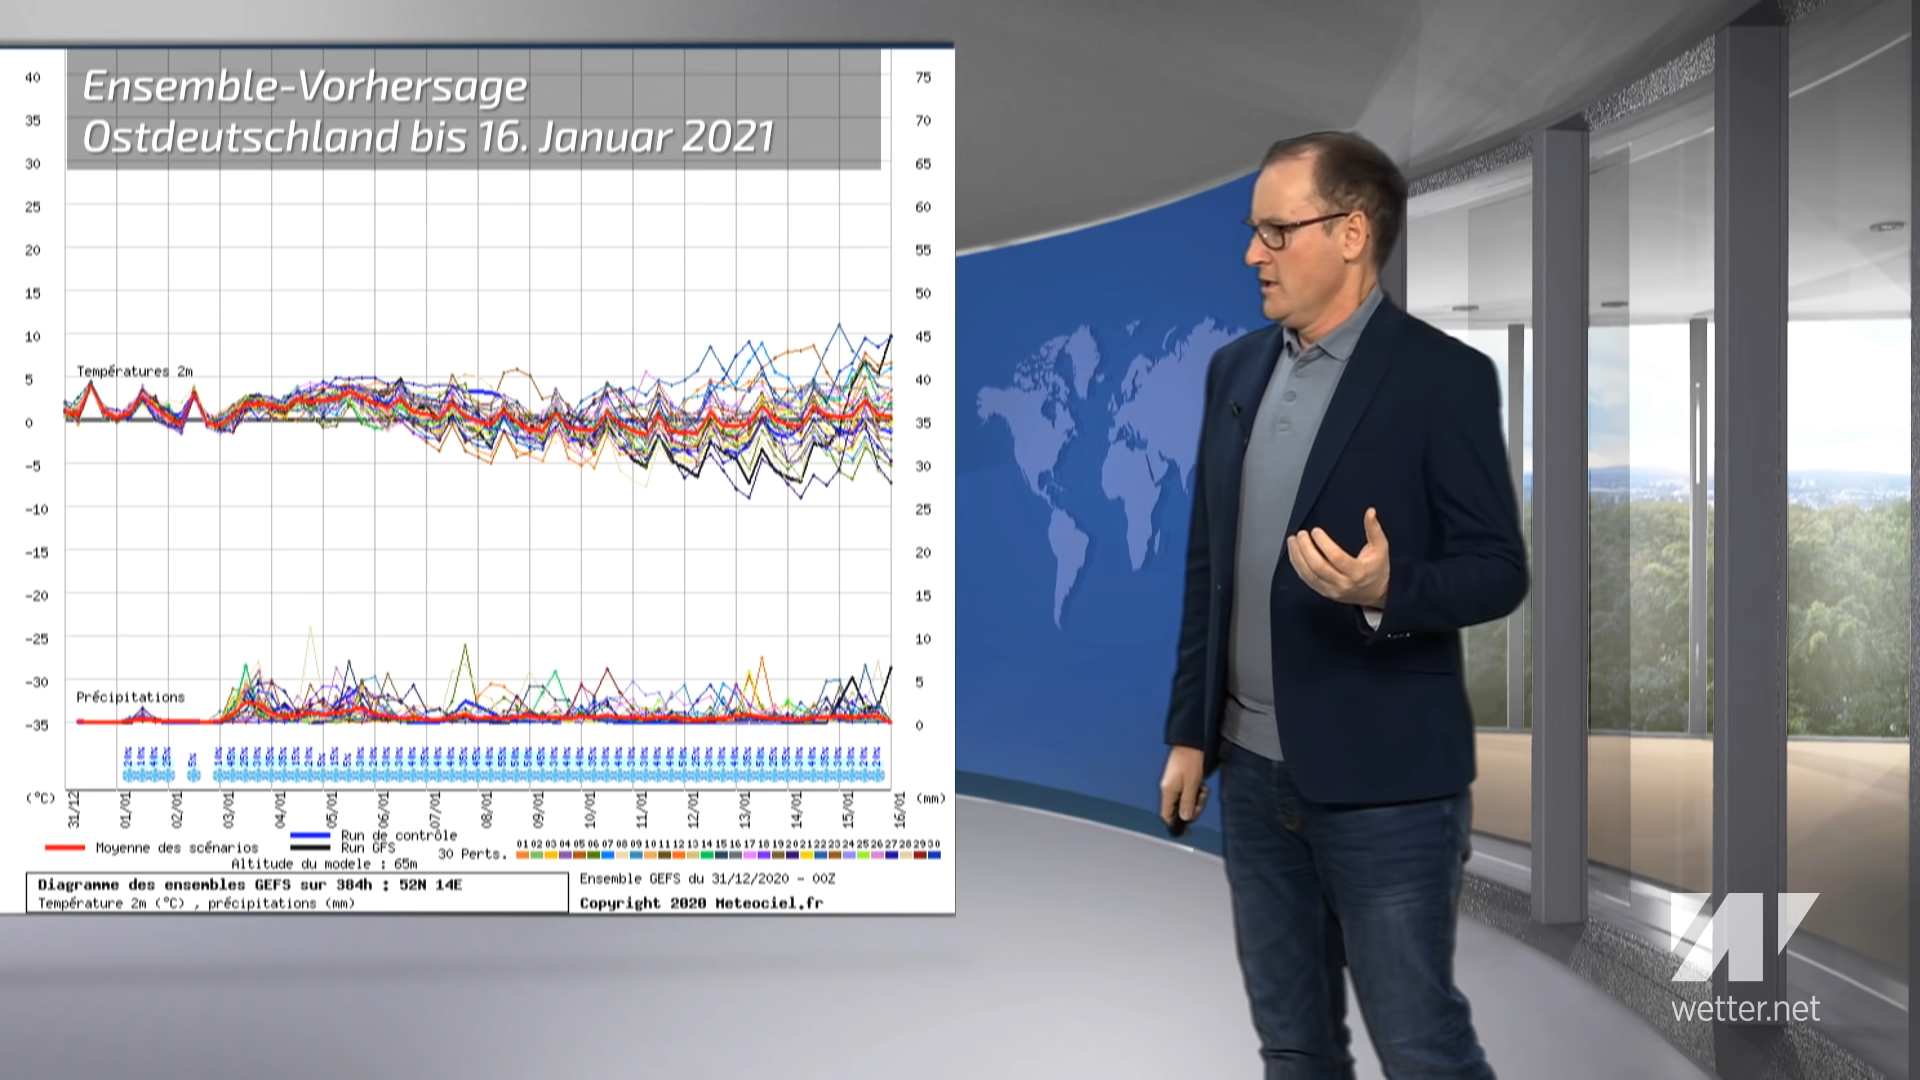 Ensemble-Vorhersage
Ostdeutschland bis 16. Januar 2021
40
35
30
25
20
15
10
5
0
-5
-10
-15
-20
-25
-30
-35
(°C)
75
70
65
60
55
50
45
40
35
30
25
20
15
10
5
0
(mm)
Températures 2m
Précipitations
31/12 01/01 02/01 03/01 04/01 05/01 06/01 07/01 08/01 09/01 10/01 11/01 12/01 13/01 14/01 15/01 16/01
Run de contrôle
Moyenne des scénarios Run GFS
30 Perts. 01 02 03 04 05 06 07 08 09 10 11 12 13 14 15 16 17 18 19 20 21 22 23 24 25 26 27 28 29 30
Altitude du modele : 65m
Diagramme des ensembles GEFS sur 384h : 52N 14E
Température 2m (°C) , précipitations (mm)
Ensemble GEFS du 31/12/2020 - 00Z
Copyright 2020 Meteociel.fr
wetter.net